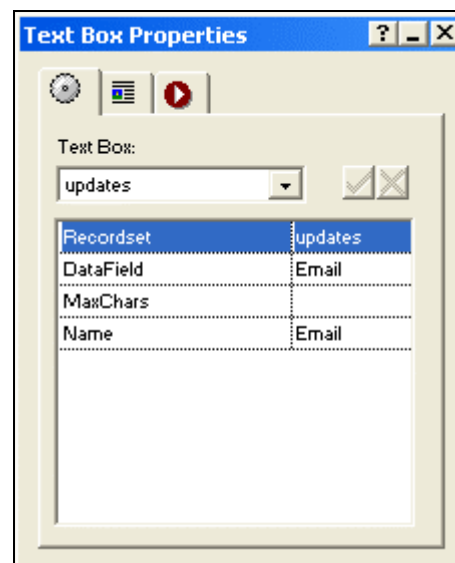 Text Box Properties
Text Box:
updates
Recordset updates
DataField Email
MaxChars
Name Email